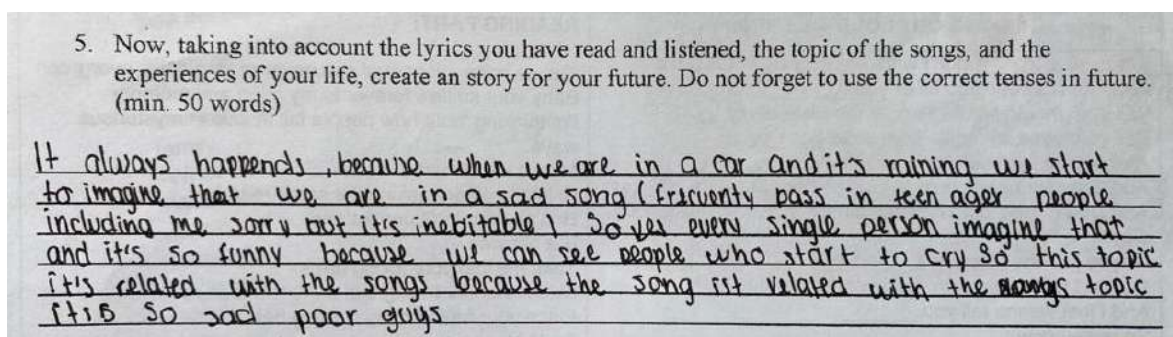 5. Now, taking into account the lyrics you have read and listened, the topic of the songs, and the
experiences of your life, create an story for your future. Do not forget to use the correct tenses in future.
(min. 50 words)
It always happends, because when we are in a car and it's raining we start
to imagine that we are in a sad song (frecuenty pass in teen ager people
including me sorry but it's inebitable) So yes every single person imagine that
and it's so funny because we can see people who start to cry So this topic
it's related with the songs because the song ist related with the topic
it is so sad poor guys